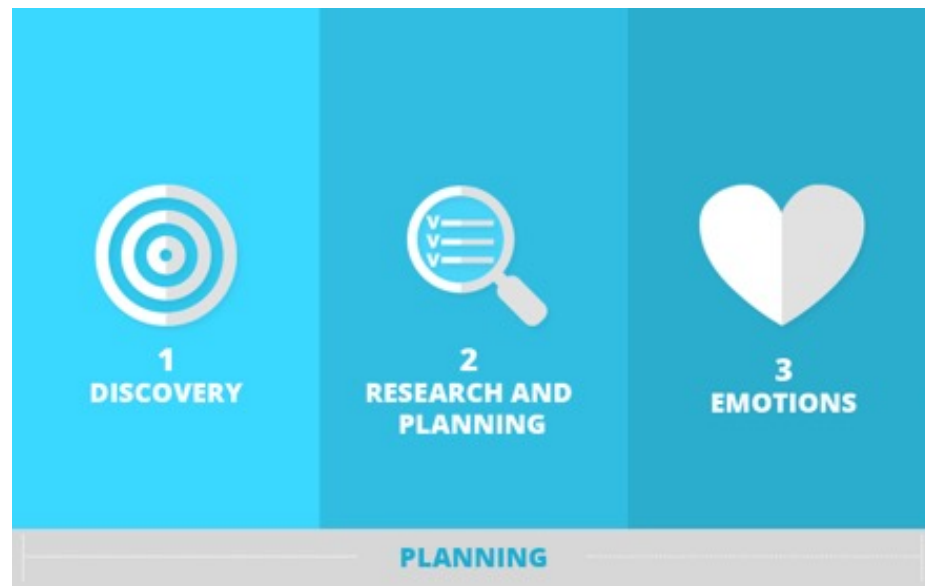 1
DISCOVERY
2
RESEARCH AND
PLANNING
3
EMOTIONS
PLANNING